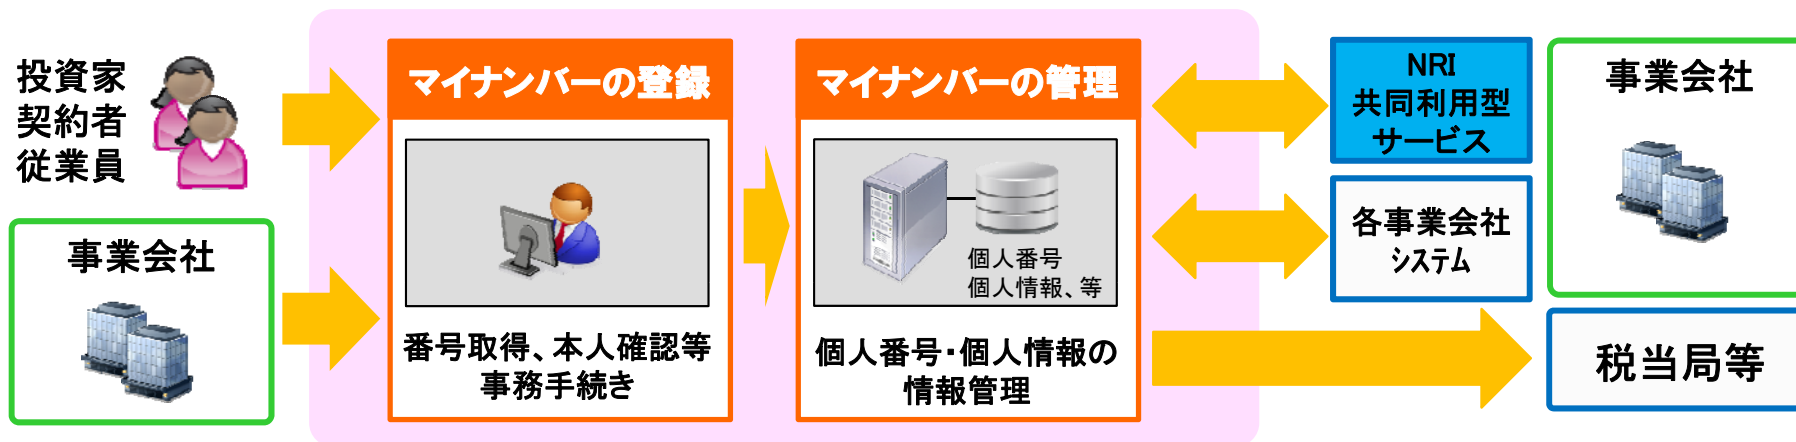 投資家
契約者
従業員
事業会社
マイナンバーの登録
番号取得、本人確認等
事務手続き
マイナンバーの管理
個人番号
個人情報、等
個人番号・個人情報の
情報管理
NRI
共同利用型
サービス
各事業会社
システム
事業会社
税当局等